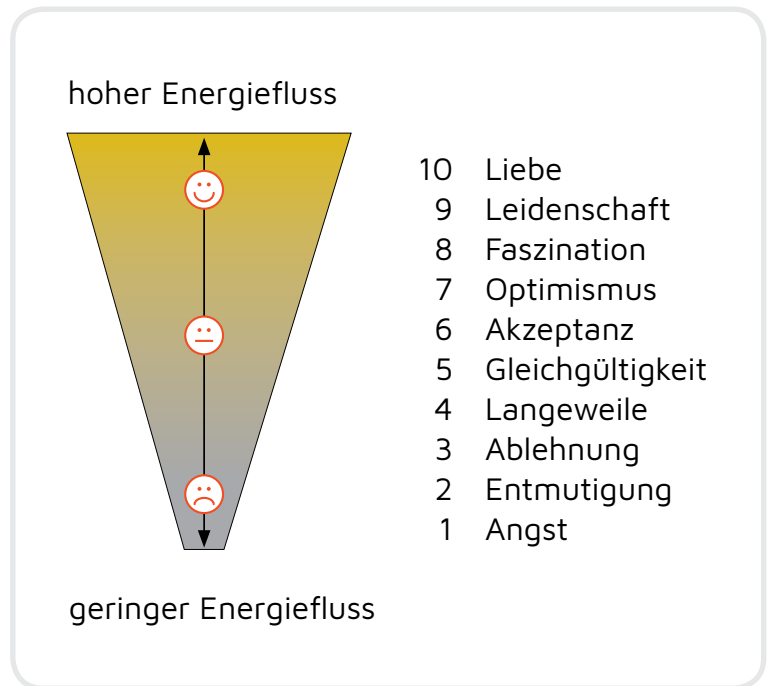 hoher Energiefluss
10 Liebe
9 Leidenschaft
8 Faszination
7 Optimismus
6 Akzeptanz
5 Gleichgültigkeit
4 Langeweile
3 Ablehnung
2 Entmutigung
1 Angst
geringer Energiefluss